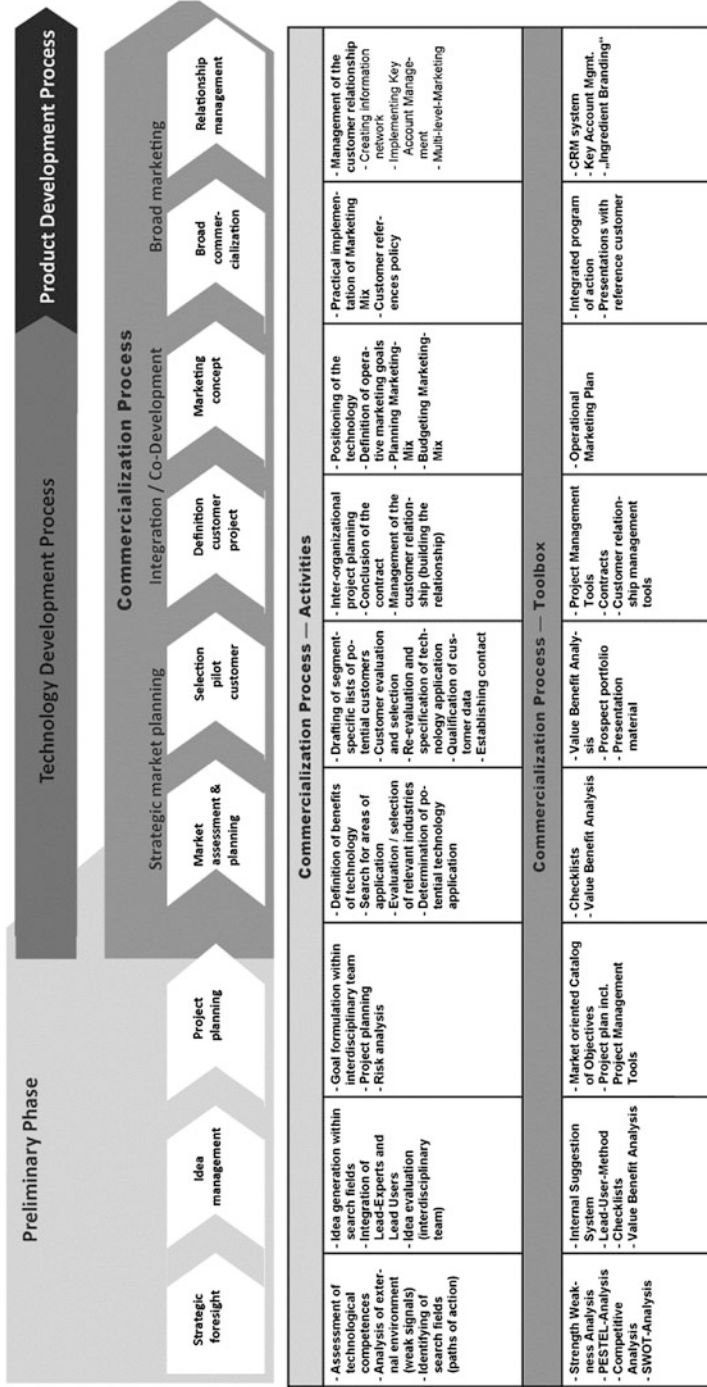 Preliminary Phase
Technology Development Process
Product Development Process
Commercialization Process
Strategic market planning
Integration / Co-Development
Broad marketing
Strategic
foresight
Idea
management
Project
planning
Market
assessment &
planning
Selection
pilot
customer
Definition
customer
project
Marketing
concept
Broad
commer-
cialization
Relationship
management
Commercialization Process — Activities
- Assessment of
technological
competences
- Analysis of exter-
nal environment
(weak signals)
- Identifying of
search fields
(paths of action)
- Idea generation within
search fields
- Integration of
Lead-Experts and
Lead Users
- Idea evaluation
(interdisciplinary
team)
- Goal formulation within
interdisciplinary team
- Project planning
- Risk analysis
- Definition of benefits
of technology
- Search for areas of
application
- Evaluation / selection
of relevant industries
- Determination of po-
tential technology
application
- Drafting of segment-
specific lists of po-
tential customers
- Customer evaluation
and selection
- Re-evaluation and
specification of tech-
nology application
- Qualification of cus-
tomer data
- Establishing contact
- Inter-organizational
project planning
- Conclusion of the
contract
- Management of the
customer relation-
ship (building the
relationship)
- Positioning of the
technology
- Definition of opera-
tive marketing goals
- Planning Marketing-
Mix
- Budgeting Marketing-
Mix
- Practical implemen-
tation of Marketing
Mix
- Customer refer-
ences policy
- Management of the
customer relationship
- Creating information
network
- Implementing Key
Account Manage-
ment
- Multi-level-Marketing
Commercialization Process — Toolbox
- Strength Weak-
ness Analysis
- PESTEL-Analysis
- Competitive
Analysis
- SWOT-Analysis
- Internal Suggestion
System
- Lead-User-Method
- Checklists
- Value Benefit Analysis
- Market oriented Catalog
of Objectives
- Project plan incl.
Project Management
Tools
- Checklists
- Value Benefit Analysis
- Value Benefit Analy-
sis
- Prospect portfolio
- Presentation
material
- Project Management
Tools
- Contracts
- Customer relation-
ship management
tools
- Operational
Marketing Plan
- Integrated program
of action
- Presentations with
reference customer
- CRM system
- Key Account Mgmt.
- „Ingredient Branding“